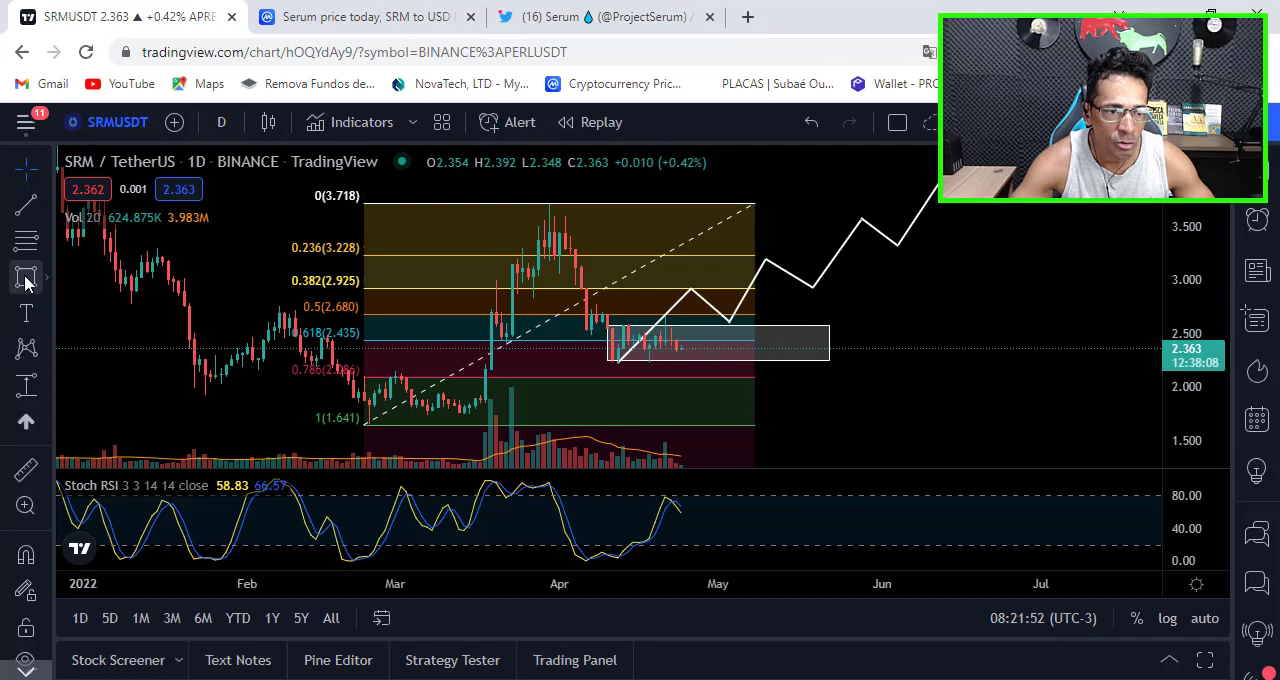 SRMUSDT 2.363 ▲ +0.42% APRE
Serum price today, SRM to USD
(16) Serum 💧 (@ProjectSerum) /
tradingview.com/chart/hOQYdAy9/?symbol=BINANCE%3APERLUSDT
Gmail
YouTube
Maps
Remova Fundos de...
NovaTech, LTD - My...
Cryptocurrency Pric...
PLACAS | Subaé Ou...
Wallet - PRO
11
SRMUSDT
D
Indicators
Alert
Replay
SRM / TetherUS · 1D · BINANCE · TradingView
O2.354 H2.392 L2.348 C2.363 +0.010 (+0.42%)
2.362 0.001 2.363
Vol 20 624.875K 3.983M
0(3.718)
0.236(3.228)
0.382(2.925)
0.5(2.680)
0.618(2.435)
1(1.641)
3.500
3.000
2.500
2.363
12:38:08
2.000
1.500
Stoch RSI 3 3 14 14 close 58.83 66.57
80.00
40.00
0.00
2022 Feb Mar Apr May Jun Jul
1D 5D 1M 3M 6M YTD 1Y 5Y All
08:21:52 (UTC-3)
% log auto
Stock Screener
Text Notes
Pine Editor
Strategy Tester
Trading Panel